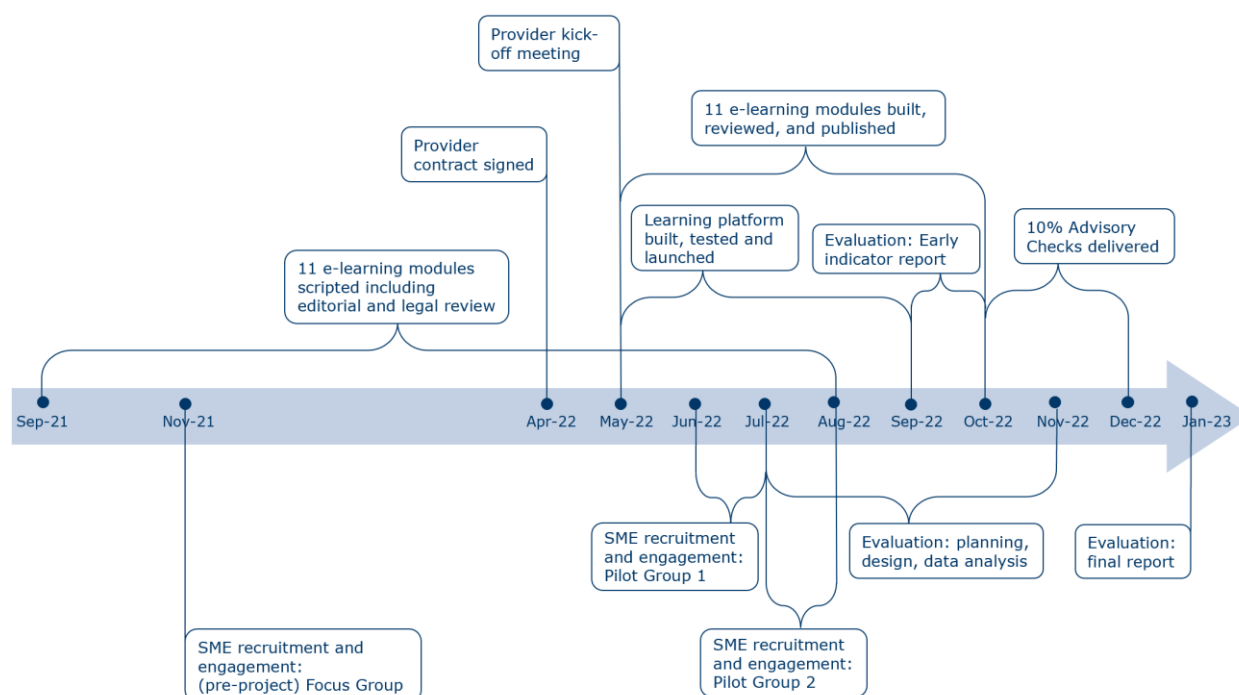 Provider kick-
off meeting
11 e-learning modules built,
reviewed, and published
Provider
contract signed
Learning platform
built, tested and
launched
Evaluation: Early
indicator report
10% Advisory
Checks delivered
11 e-learning modules
scripted including
editorial and legal review
Sep-21
Nov-21
Apr-22
May-22
Jun-22
Jul-22
Aug-22
Sep-22
Oct-22
Nov-22
Dec-22
Jan-23
SME recruitment
and engagement:
Pilot Group 1
Evaluation: planning,
design, data analysis
Evaluation:
final report
SME recruitment and
engagement:
(pre-project) Focus Group
SME recruitment
and engagement:
Pilot Group 2